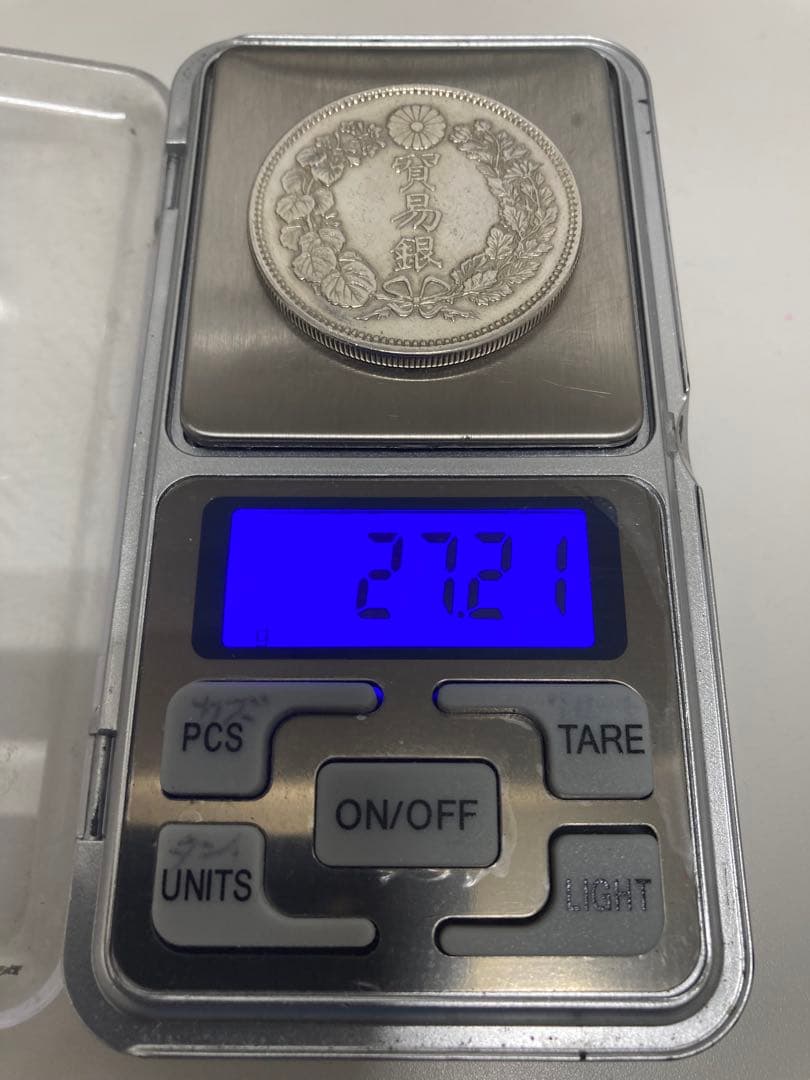 貿
易
銀
27.21
PCS
TARE
ON/OFF
UNITS
LIGHT